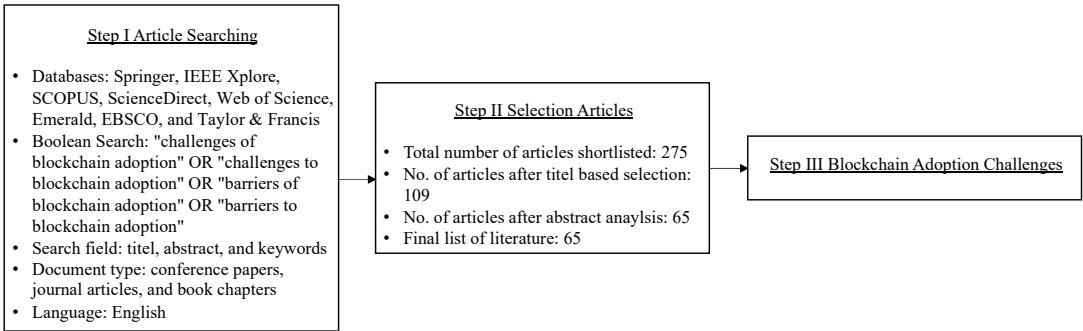 Step I Article Searching
• Databases: Springer, IEEE Xplore,
SCOPUS, ScienceDirect, Web of Science,
Emerald, EBSCO, and Taylor & Francis
• Boolean Search: "challenges of
blockchain adoption" OR "challenges to
blockchain adoption" OR "barriers of
blockchain adoption" OR "barriers to
blockchain adoption"
• Search field: titel, abstract, and keywords
• Document type: conference papers,
journal articles, and book chapters
• Language: English
Step II Selection Articles
• Total number of articles shortlisted: 275
• No. of articles after titel based selection:
109
• No. of articles after abstract anaylsis: 65
• Final list of literature: 65
Step III Blockchain Adoption Challenges